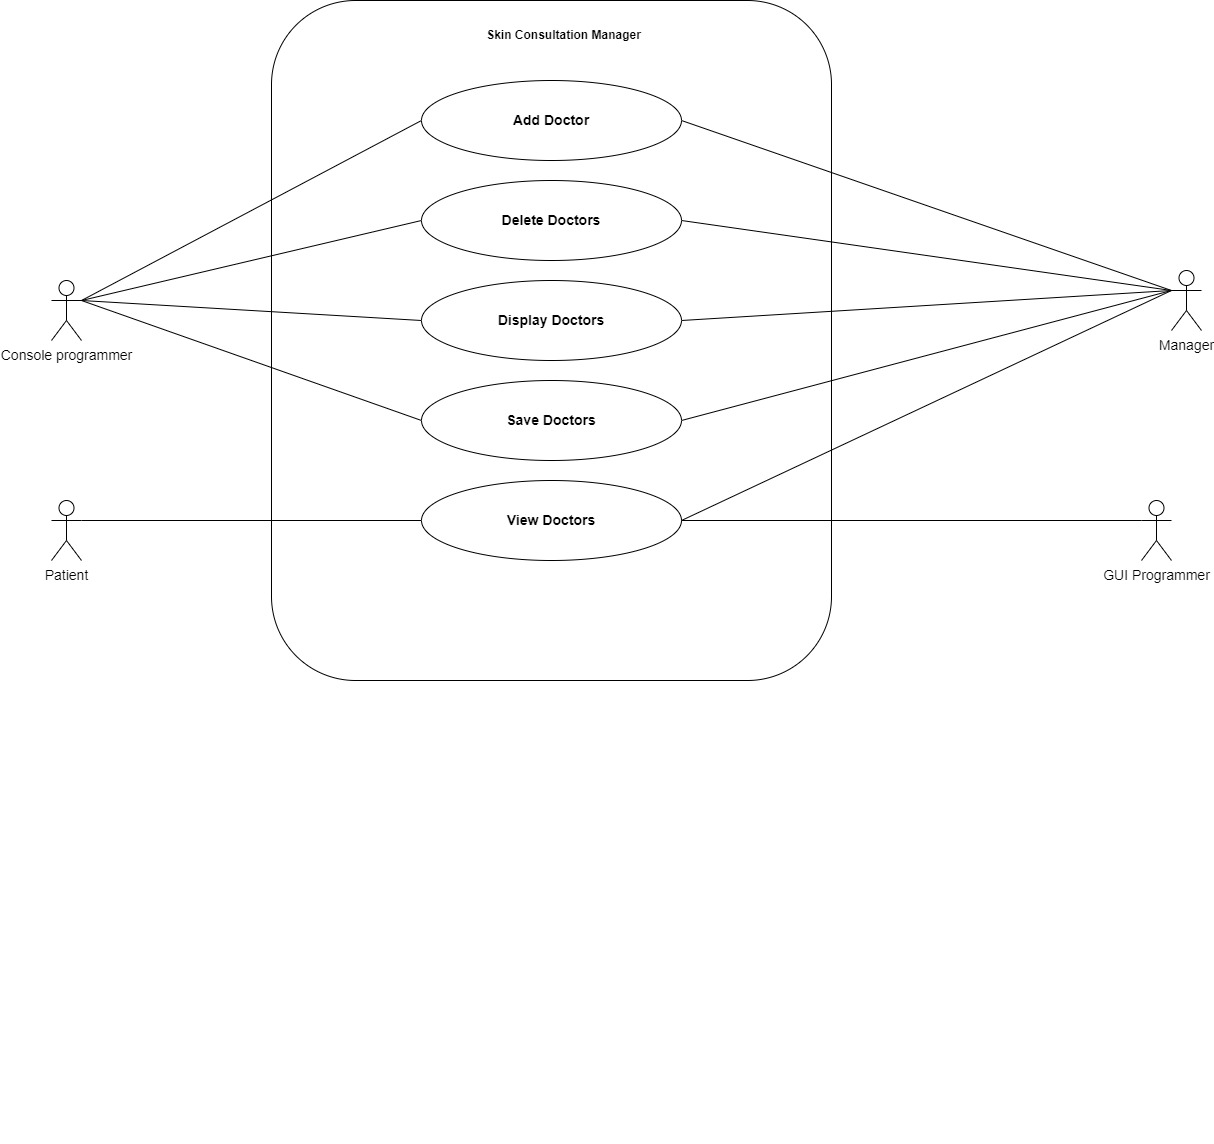 Skin Consultation Manager
Add Doctor
Delete Doctors
Display Doctors
Console programmer
Manager
Save Doctors
View Doctors
Patient
GUI Programmer